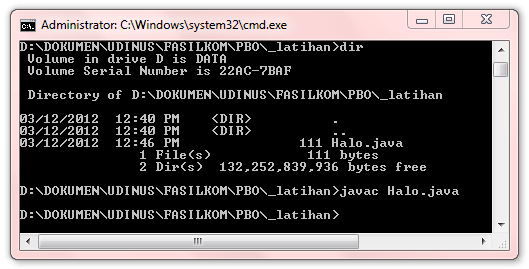 Administrator: C:\Windows\system32\cmd.exe
D:\DOKUMEN\UDINUS\FASILKOM\PBO\_latihan>dir
Volume in drive D is DATA
Volume Serial Number is 22AC-7BAF
Directory of D:\DOKUMEN\UDINUS\FASILKOM\PBO\_latihan
03/12/2012 12:40 PM <DIR> .
03/12/2012 12:40 PM <DIR> ..
03/12/2012 12:46 PM 111 Halo.java
1 File(s) 111 bytes
2 Dir(s) 132,252,839,936 bytes free
D:\DOKUMEN\UDINUS\FASILKOM\PBO\_latihan>javac Halo.java
D:\DOKUMEN\UDINUS\FASILKOM\PBO\_latihan>